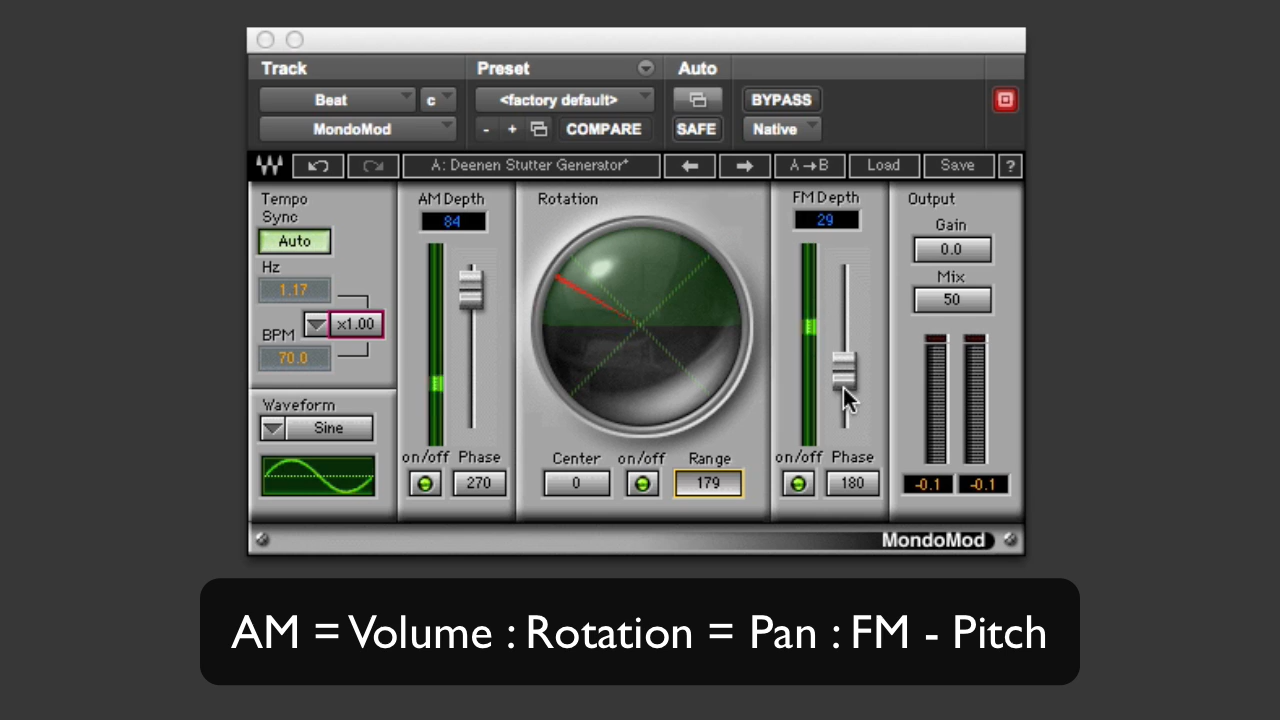 Track
Preset
Auto
Beat
c
<factory default>
BYPASS
MondoMod
- +
COMPARE
SAFE
Native
A: Deenen Stutter Generator*
A→B
Load
Save
?
Tempo
Sync
Auto
Hz
1.17
x1.00
BPM
70.0
Waveform
Sine
AM Depth
84
on/off Phase
270
Rotation
Center on/off Range
0
179
FM Depth
29
on/off Phase
180
Output
Gain
0.0
Mix
50
-0.1 -0.1
MondoMod
AM = Volume : Rotation = Pan : FM - Pitch